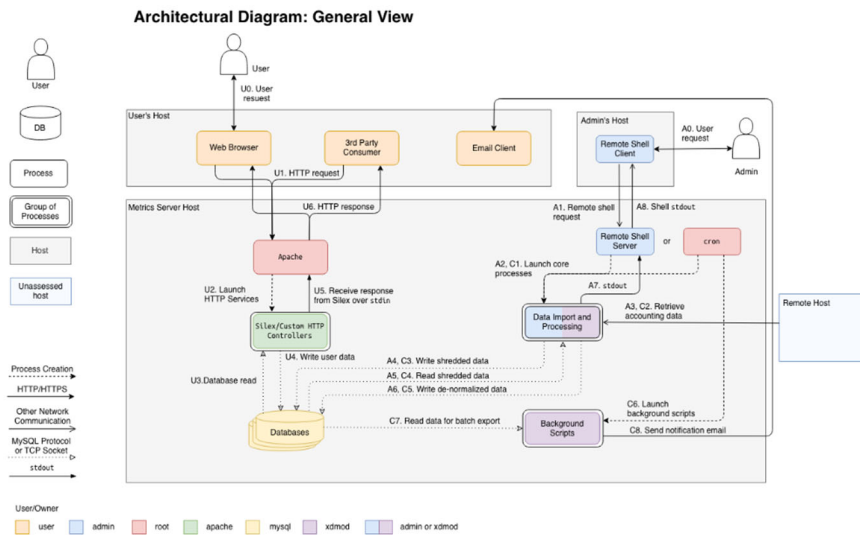 Architectural Diagram: General View
User
DB
Process
Group of
Processes
Host
Unassessed
host
Process Creation
HTTP/HTTPS
Other Network
Communication
MySQL Protocol
or TCP Socket
stdout
User
U0. User
resuest
User's Host
Web Browser
3rd Party
Consumer
Email Client
Admin's Host
Remote Shell
Client
A0. User
request
Admin
U1. HTTP request
U6. HTTP response
A1. Remote shell
request
A8. Shell stdout
Metrics Server Host
Apache
Remote Shell
Server
or
cron
A2, C1. Launch core
processes
A7. stdout
U2. Launch
HTTP Services
U5. Receive response
from Silex over stdin
Silex/Custom HTTP
Controllers
Data Import and
Processing
A3, C2. Retrieve
accounting data
Remote Host
U4. Write user data
U3.Database read
A4, C3. Write shredded data
A5, C4. Read shredded data
A6, C5. Write de-normalized data
C6. Launch
background scripts
C7. Read data for batch export
Databases
Background
Scripts
C8. Send notification email
User/Owner
user
admin
root
apache
mysql
xdmod
admin or xdmod